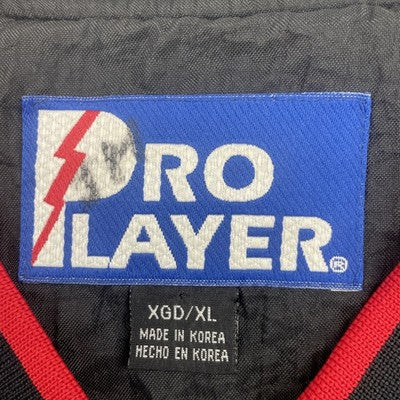 PRO
PLAYER®
XGD/XL
MADE IN KOREA
HECHO EN KOREA